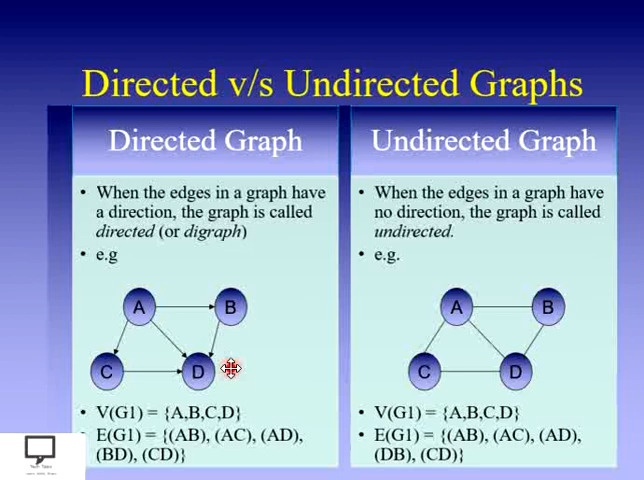 Directed v/s Undirected Graphs
Directed Graph
• When the edges in a graph have
a direction, the graph is called
directed (or digraph)
• e.g
A
B
C
D
• V(G1) = {A,B,C,D}
• E(G1) = {(AB), (AC), (AD),
(BD), (CD)}
Undirected Graph
• When the edges in a graph have
no direction, the graph is called
undirected.
• e.g.
A
B
C
D
• V(G1) = {A,B,C,D}
• E(G1) = {(AB), (AC), (AD),
(DB), (CD)}